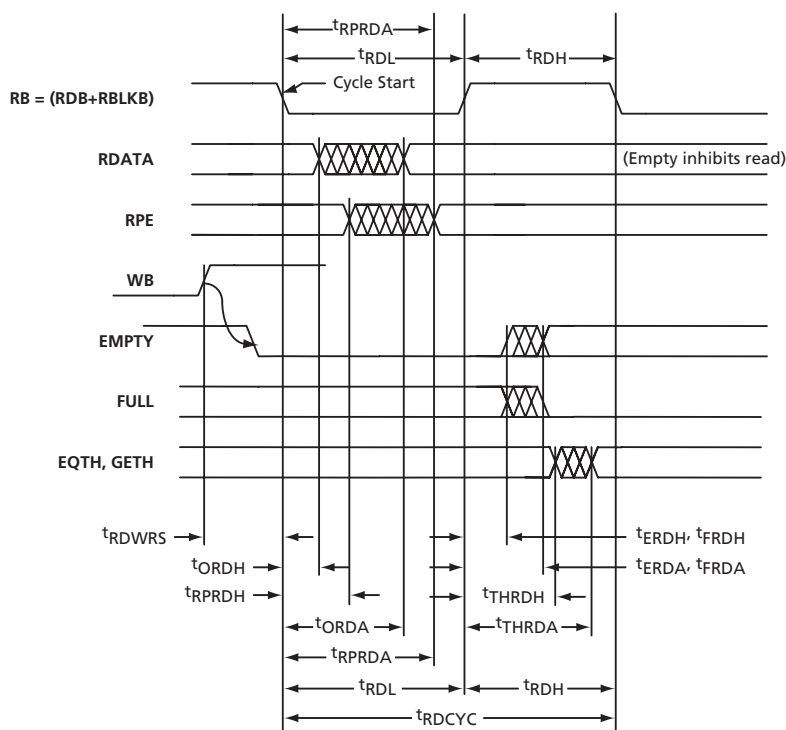 tRPRDA
tRDL tRDH
Cycle Start
RB = (RDB+RBLKB)
RDATA (Empty inhibits read)
RPE
WB
EMPTY
FULL
EQTH, GETH
tRDWRS tERDH, tFRDH
tORDH tERDA, tFRDA
tRPRDH tTHRDH
tORDA tTHRDA
tRPRDA
tRDL tRDH
tRDCYC